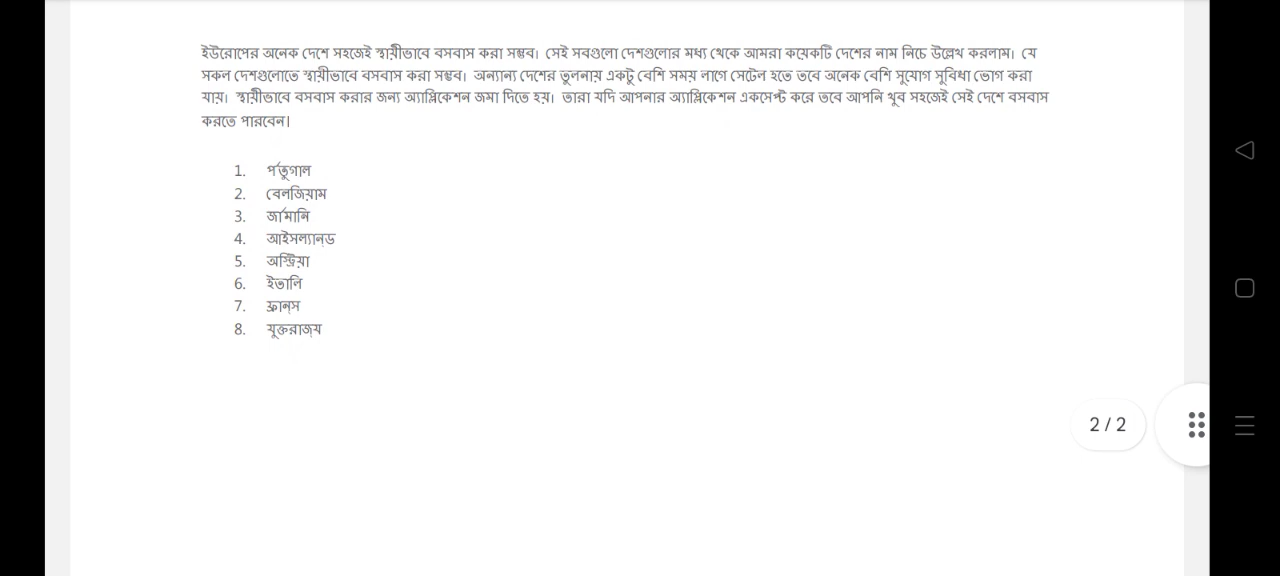 ইউরোপের অনেক দেশে সহজেই স্থায়ীভাবে বসবাস করা সম্ভব। সেই সবগুলো দেশগুলোর মধ্য থেকে আমরা কয়েকটি দেশের নাম নিচে উল্লেখ করলাম। যে
সকল দেশগুলোতে স্থায়ীভাবে বসবাস করা সম্ভব। অন্যান্য দেশের তুলনায় একটু বেশি সময় লাগে সেটেল হতে তবে অনেক বেশি সুযোগ সুবিধা ভোগ করা
যায়। স্থায়ীভাবে বসবাস করার জন্য অ্যাপ্লিকেশন জমা দিতে হয়। তারা যদি আপনার অ্যাপ্লিকেশন একসেপ্ট করে তবে আপনি খুব সহজেই সেই দেশে বসবাস
করতে পারবেন।
1. পর্তুগাল
2. বেলজিয়াম
3. জার্মানি
4. আইসল্যান্ড
5. অস্ট্রিয়া
6. ইতালি
7. ফ্রান্স
8. যুক্তরাজ্য
2 / 2